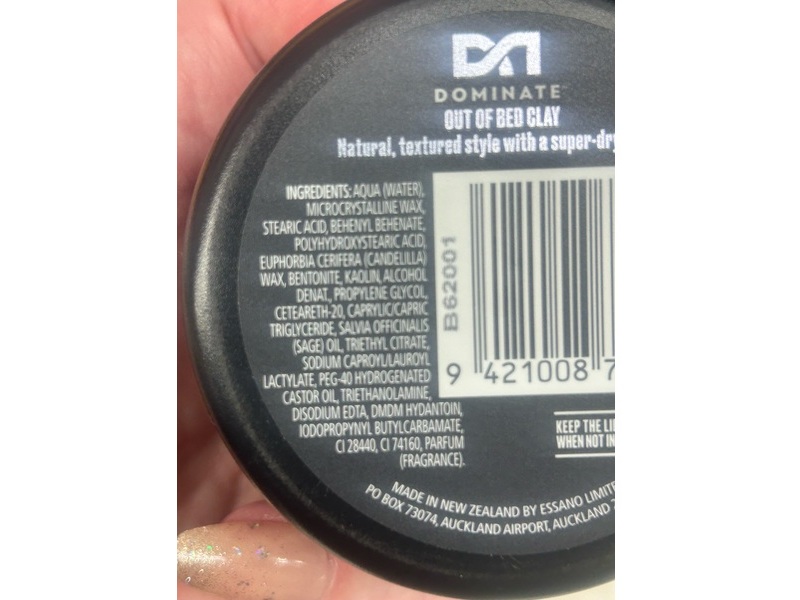 DOMINATE
OUT OF BED CLAY
Natural, textured style with a super-dry
INGREDIENTS: AQUA (WATER),
MICROCRYSTALLINE WAX,
STEARIC ACID, BEHENYL BEHENATE,
POLYHYDROXYSTEARIC ACID,
EUPHORBIA CERIFERA (CANDELILLA)
WAX, BENTONITE, KAOLIN, ALCOHOL
DENAT., PROPYLENE GLYCOL,
CETEARETH-20, CAPRYLIC/CAPRIC
TRIGLYCERIDE, SALVIA OFFICINALIS
(SAGE) OIL, TRIETHYL CITRATE,
SODIUM CAPROYL/LAUROYL
LACTYLATE, PEG-40 HYDROGENATED
CASTOR OIL, TRIETHANOLAMINE,
DISODIUM EDTA, DMDM HYDANTOIN,
IODOPROPYNYL BUTYLCARBAMATE,
CI 28440, CI 74160, PARFUM
(FRAGRANCE).
B62001
9 421008 7
KEEP THE LI
WHEN NOT IN
MADE IN NEW ZEALAND BY ESSANO LIMITE
PO BOX 73074, AUCKLAND AIRPORT, AUCKLAND